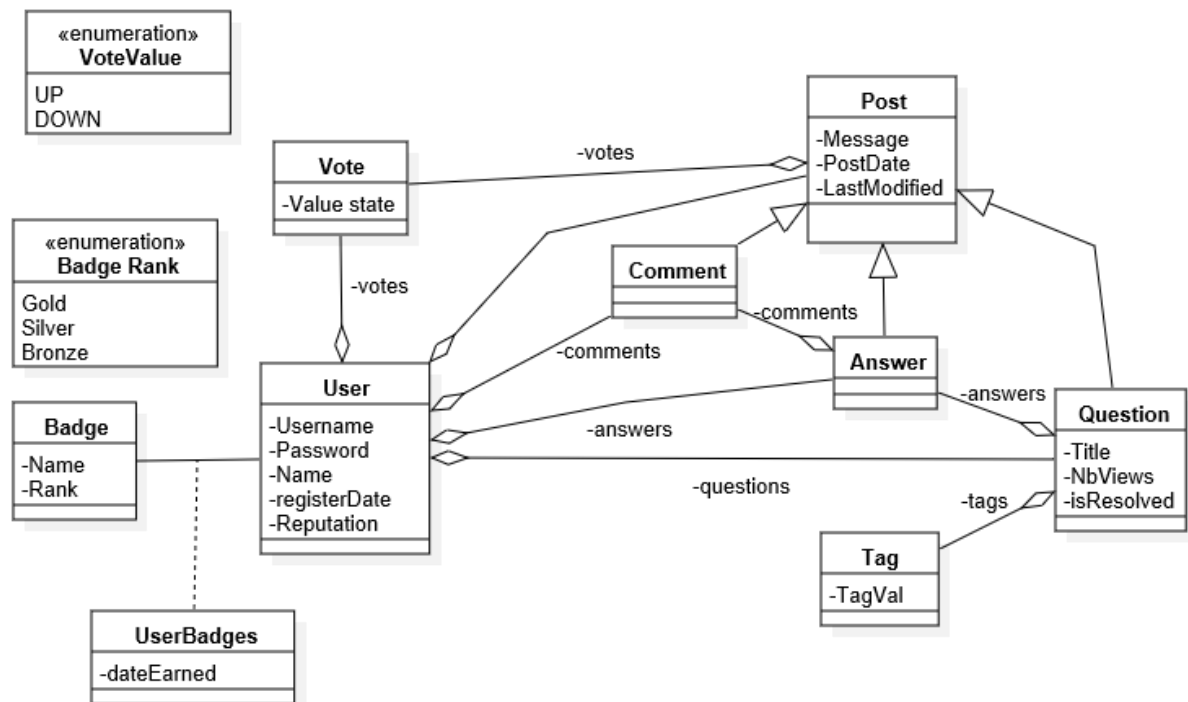 «enumeration»
VoteValue
UP
DOWN
Post
-Message
-PostDate
-LastModified
-votes
Vote
-Value state
«enumeration»
Badge Rank
Gold
Silver
Bronze
-votes
Comment
-comments
-comments
Answer
User
-Username
-Password
-Name
-registerDate
-Reputation
-answers
-answers
Question
-Title
-NbViews
-isResolved
Badge
-Name
-Rank
-questions
-tags
Tag
-TagVal
UserBadges
-dateEarned